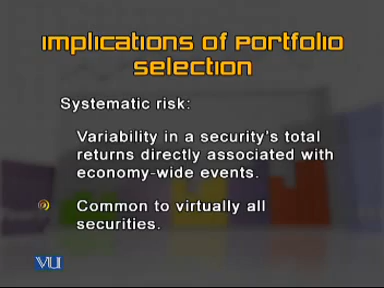 Implications of Portfolio
selection
Systematic risk:
Variability in a security's total
returns directly associated with
economy-wide events.
Common to virtually all
securities.
VU